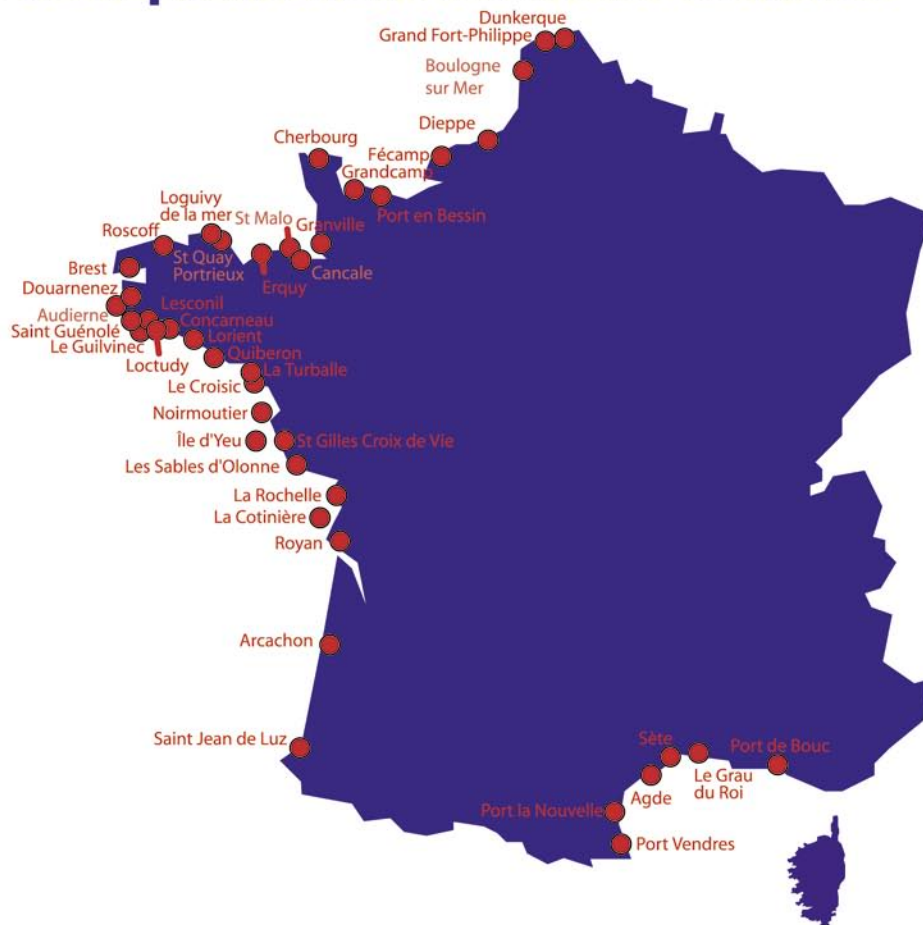 Dunkerque
Grand Fort-Philippe
Boulogne
sur Mer
Dieppe
Cherbourg
Fécamp
Grandcamp
Port en Bessin
Loguivy
de la mer
St Malo
Granville
Roscoff
St Quay
Portrieux
Cancale
Erquy
Brest
Douarnenez
Lesconil
Audierne
Concarneau
Saint Guénolé
Lorient
Le Guilvinec
Loctudy
Quiberon
La Turballe
Le Croisic
Noirmoutier
Île d'Yeu
St Gilles Croix de Vie
Les Sables d'Olonne
La Rochelle
La Cotinière
Royan
Arcachon
Saint Jean de Luz
Sète
Port de Bouc
Le Grau
du Roi
Agde
Port la Nouvelle
Port Vendres